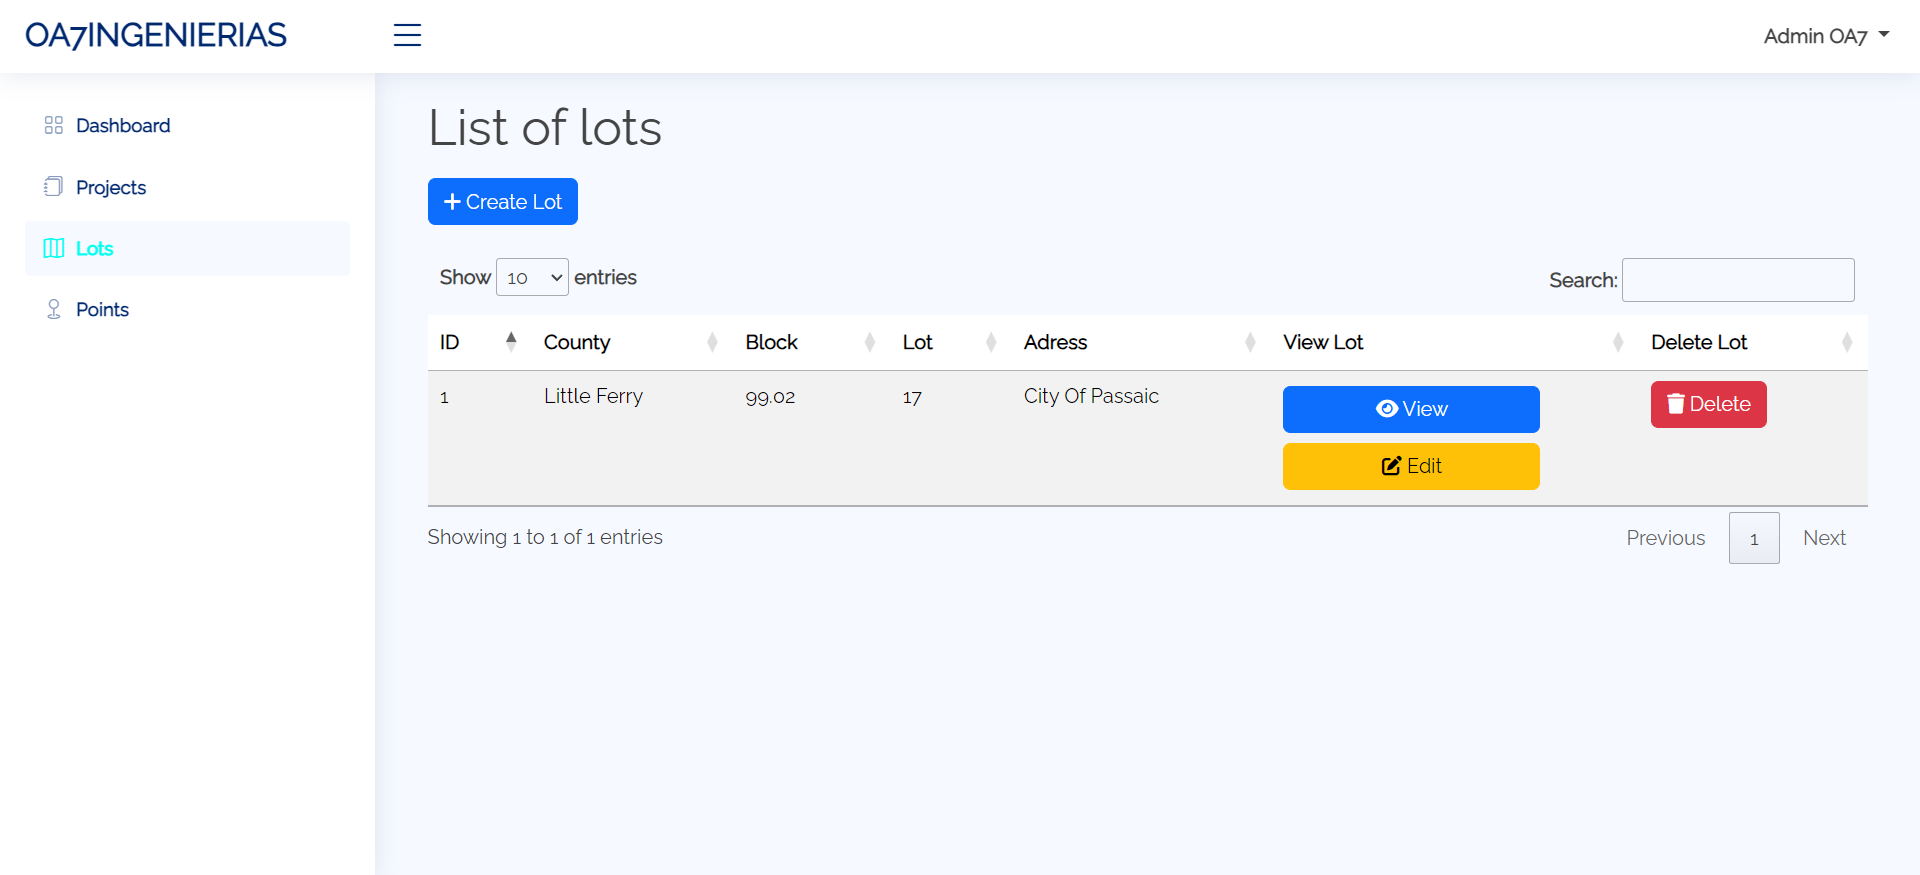 OA7INGENIERIAS
Admin OA7
Dashboard
Projects
Lots
Points
List of lots
Create Lot
Show 10 entries
Search:
ID County Block Lot Adress View Lot Delete Lot
1 Little Ferry 99.02 17 City Of Passaic View Delete
Edit
Showing 1 to 1 of 1 entries
Previous 1 Next